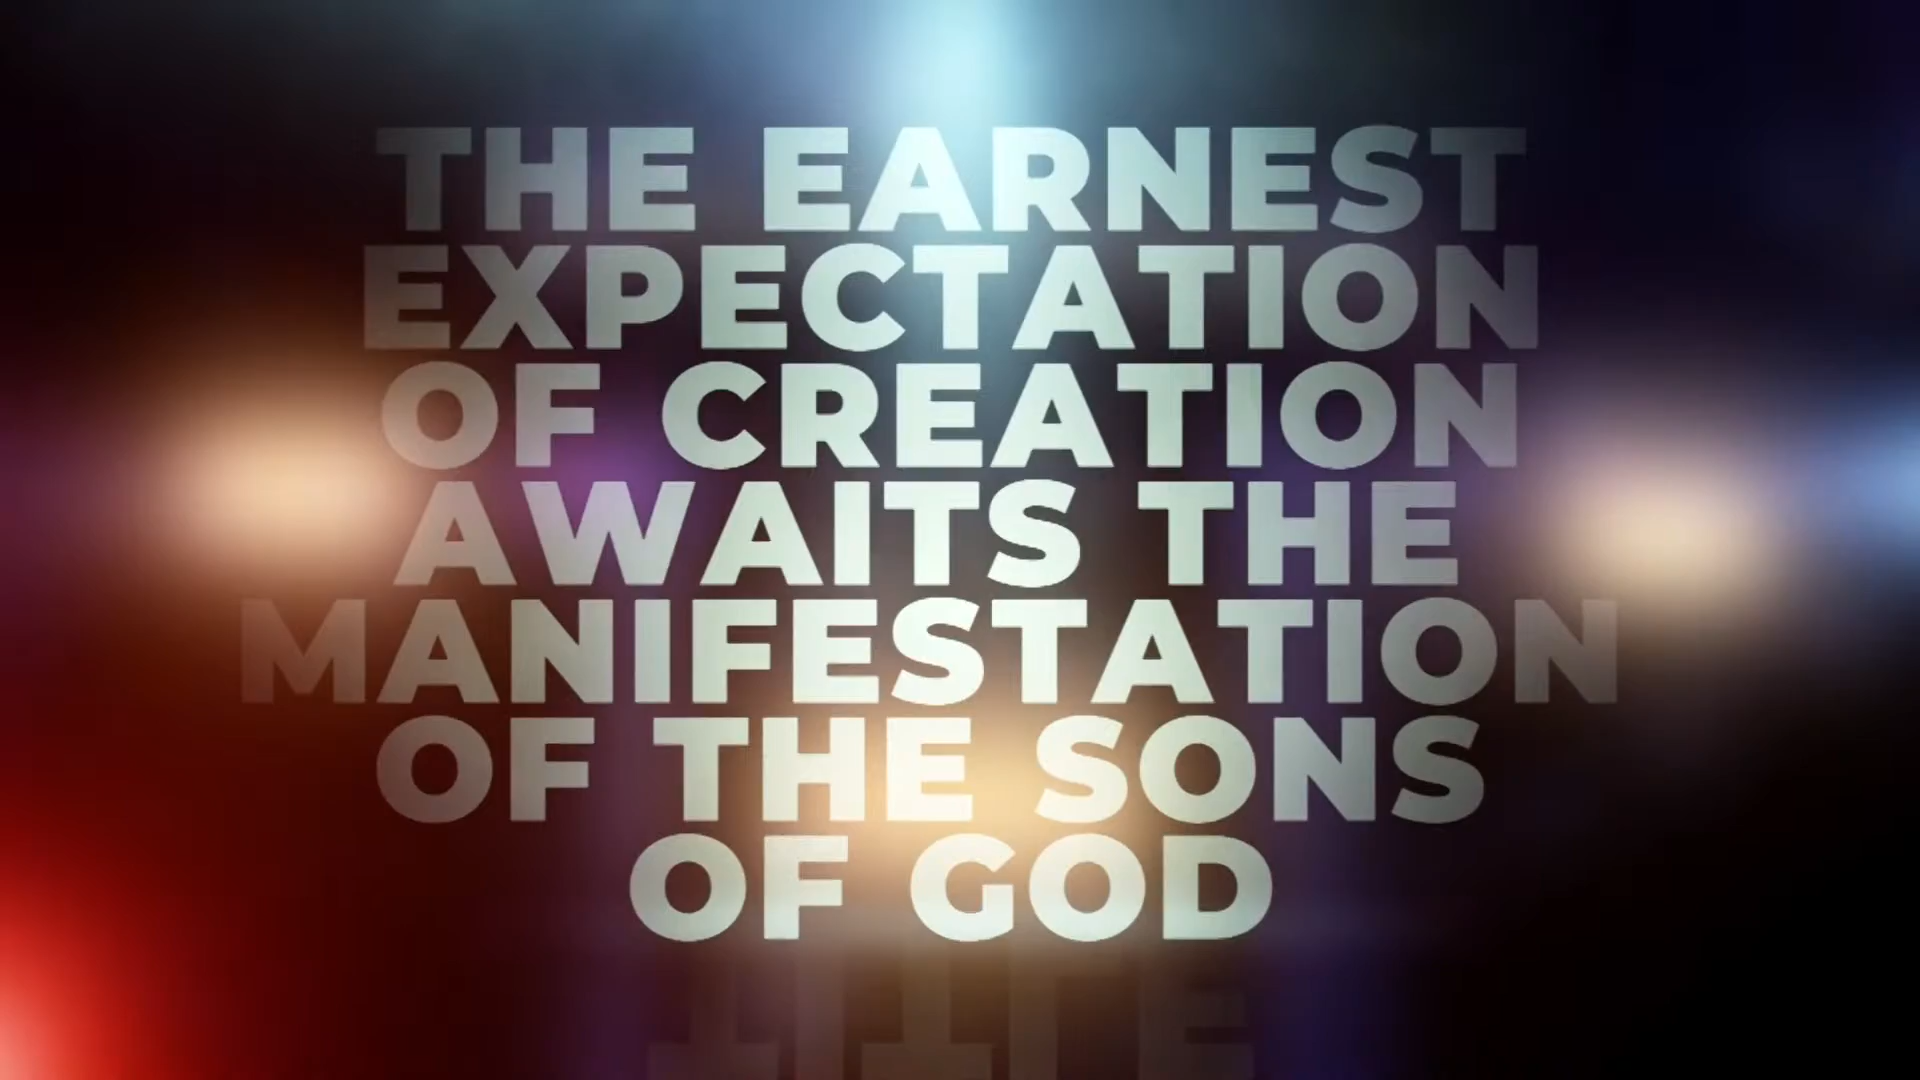 THE EARNEST
EXPECTATION
OF CREATION
AWAITS THE
MANIFESTATION
OF THE SONS
OF GOD